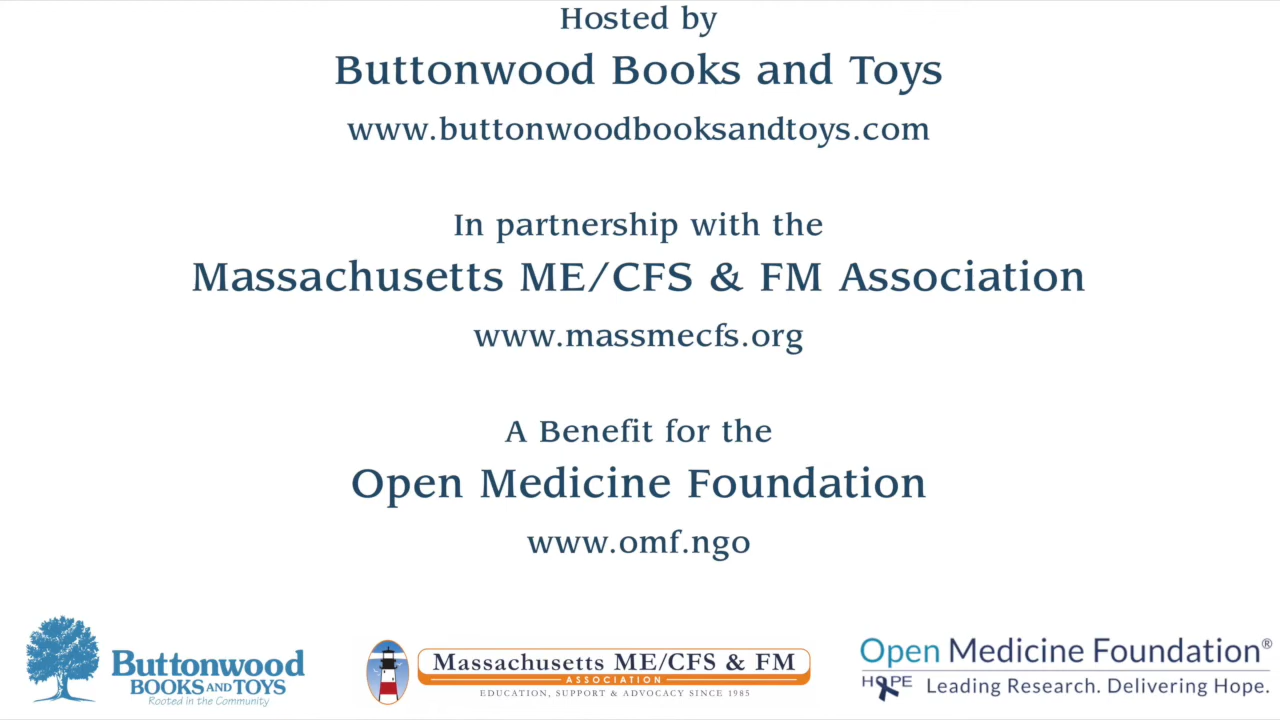 Hosted by
Buttonwood Books and Toys
www.buttonwoodbooksandtoys.com
In partnership with the
Massachusetts ME/CFS & FM Association
www.massmecfs.org
A Benefit for the
Open Medicine Foundation
www.omf.ngo
Buttonwood
BOOKS AND TOYS
Rooted in the Community
Massachusetts ME/CFS & FM
ASSOCIATION
EDUCATION, SUPPORT & ADVOCACY SINCE 1985
Open Medicine Foundation®
HOPE Leading Research. Delivering Hope.